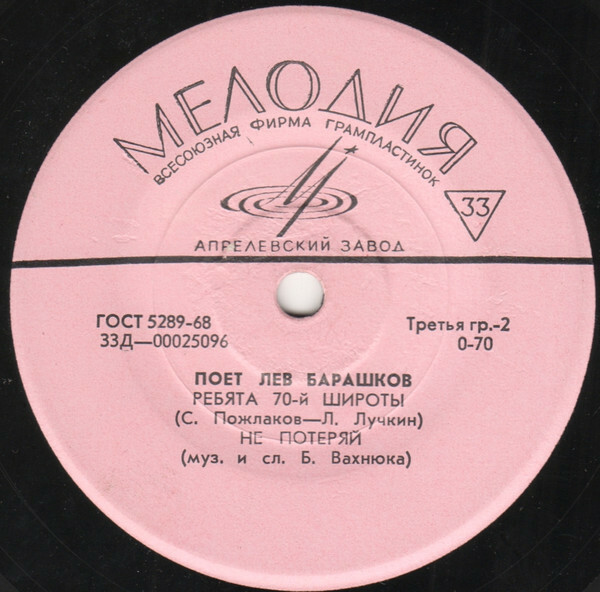 МЕЛОДИЯ
ВСЕСОЮЗНАЯ ФИРМА ГРАМПЛАСТИНОК
33
АПРЕЛЕВСКИЙ ЗАВОД
ГОСТ 5289-68
Третья гр.-2
33Д—00025096
0-70
ПОЕТ ЛЕВ БАРАШКОВ
РЕБЯТА 70-й ШИРОТЫ
(С. Пожлаков—Л. Лучкин)
НЕ ПОТЕРЯЙ
(муз. и сл. Б. Вахнюка)